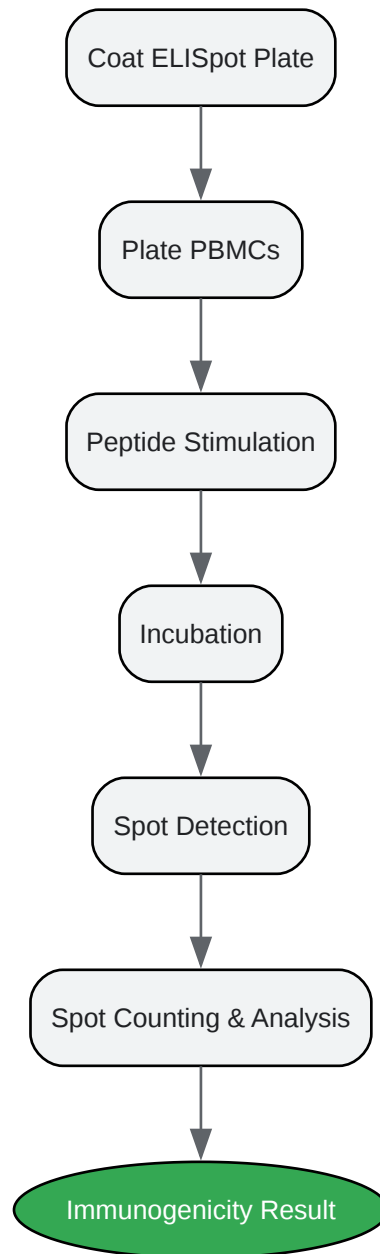 Coat ELISpot Plate
Plate PBMCs
Peptide Stimulation
Incubation
Spot Detection
Spot Counting & Analysis
Immunogenicity Result